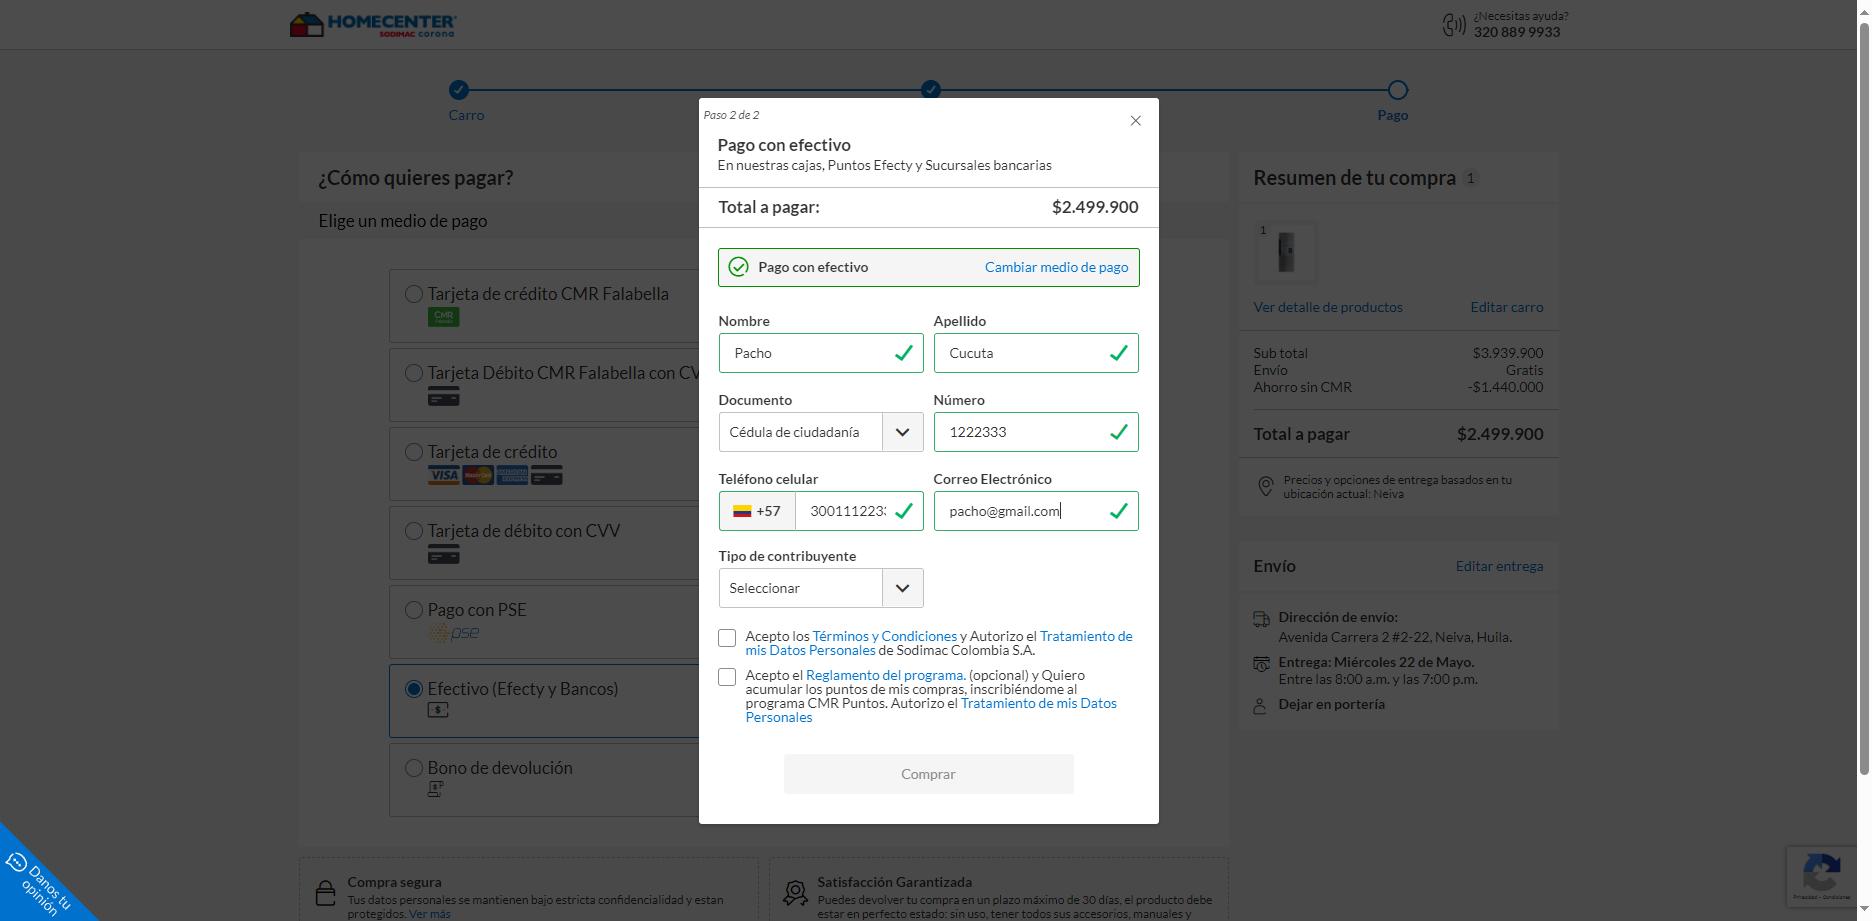 HOMECENTER
SODIMAC corona
¿Necesitas ayuda?
320 889 9933
Carro
Pago
¿Cómo quieres pagar?
Elige un medio de pago
Tarjeta de crédito CMR Falabella
CMR
Tarjeta Débito CMR Falabella con CV
Tarjeta de crédito
VISA
Tarjeta de débito con CVV
Pago con PSE
pse
Efectivo (Efecty y Bancos)
Bono de devolución
Paso 2 de 2
Pago con efectivo
En nuestras cajas, Puntos Efecty y Sucursales bancarias
Total a pagar: $2.499.900
Pago con efectivo Cambiar medio de pago
Nombre Apellido
Pacho Cucuta
Documento Número
Cédula de ciudadanía 1222333
Teléfono celular Correo Electrónico
+57 300111223 pacho@gmail.com
Tipo de contribuyente
Seleccionar
Acepto los Términos y Condiciones y Autorizo el Tratamiento de
mis Datos Personales de Sodimac Colombia S.A.
Acepto el Reglamento del programa. (opcional) y Quiero
acumular los puntos de mis compras, inscribiéndome al
programa CMR Puntos. Autorizo el Tratamiento de mis Datos
Personales
Comprar
Resumen de tu compra 1
1
Ver detalle de productos Editar carro
Sub total $3.939.900
Envío Gratis
Ahorro sin CMR -$1.440.000
Total a pagar $2.499.900
Precios y opciones de entrega basados en tu
ubicación actual: Neiva
Envío Editar entrega
Dirección de envío:
Avenida Carrera 2 #2-22, Neiva, Huila.
Entrega: Miércoles 22 de Mayo.
Entre las 8:00 a.m. y las 7:00 p.m.
Dejar en portería
Compra segura
Tus datos personales se mantienen bajo estricta confidencialidad y estan
protegidos. Ver más
Satisfacción Garantizada
Puedes devolver tu compra en un plazo máximo de 30 días, el producto debe
estar en perfecto estado: sin uso, tener todos sus accesorios, manuales y
Danos tu
opinión
Privacidad - Condiciones